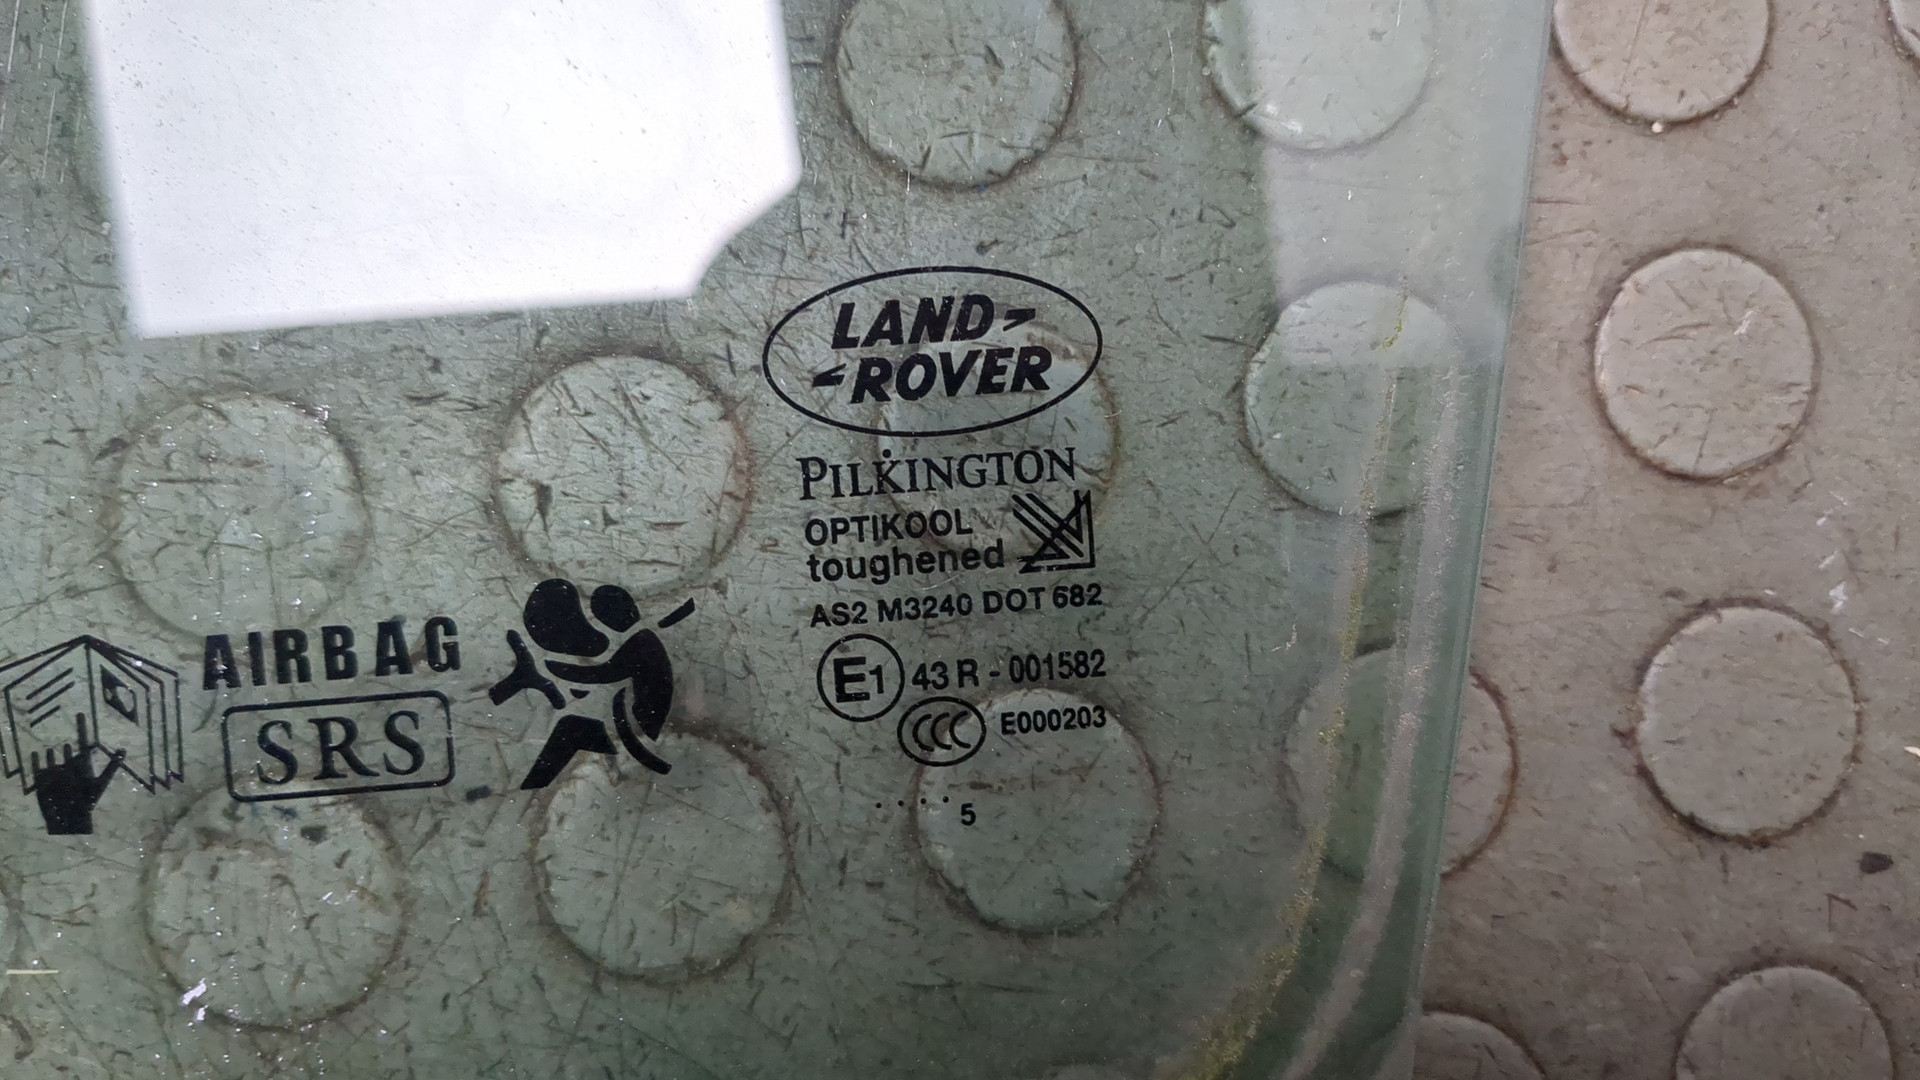 LAND-
-ROVER
PILKINGTON
OPTIKOOL
toughened
AS2 M3240 DOT 682
E1 43 R - 001582
CCC E000203
.... 5
AIRBAG
SRS